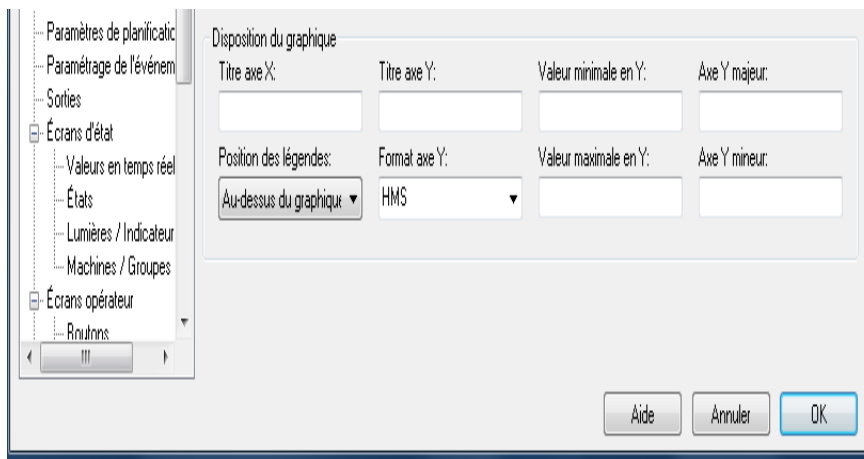 Paramètres de planificatic
Paramétrage de l'événem
Sorties
Écrans d'état
Valeurs en temps réel
États
Lumières / Indicateur
Machines / Groupes
Écrans opérateur
Boutons
Disposition du graphique
Titre axe X: Titre axe Y: Valeur minimale en Y: Axe Y majeur:
Position des légendes: Format axe Y: Valeur maximale en Y: Axe Y mineur:
Au-dessus du graphique HMS
Aide Annuler OK